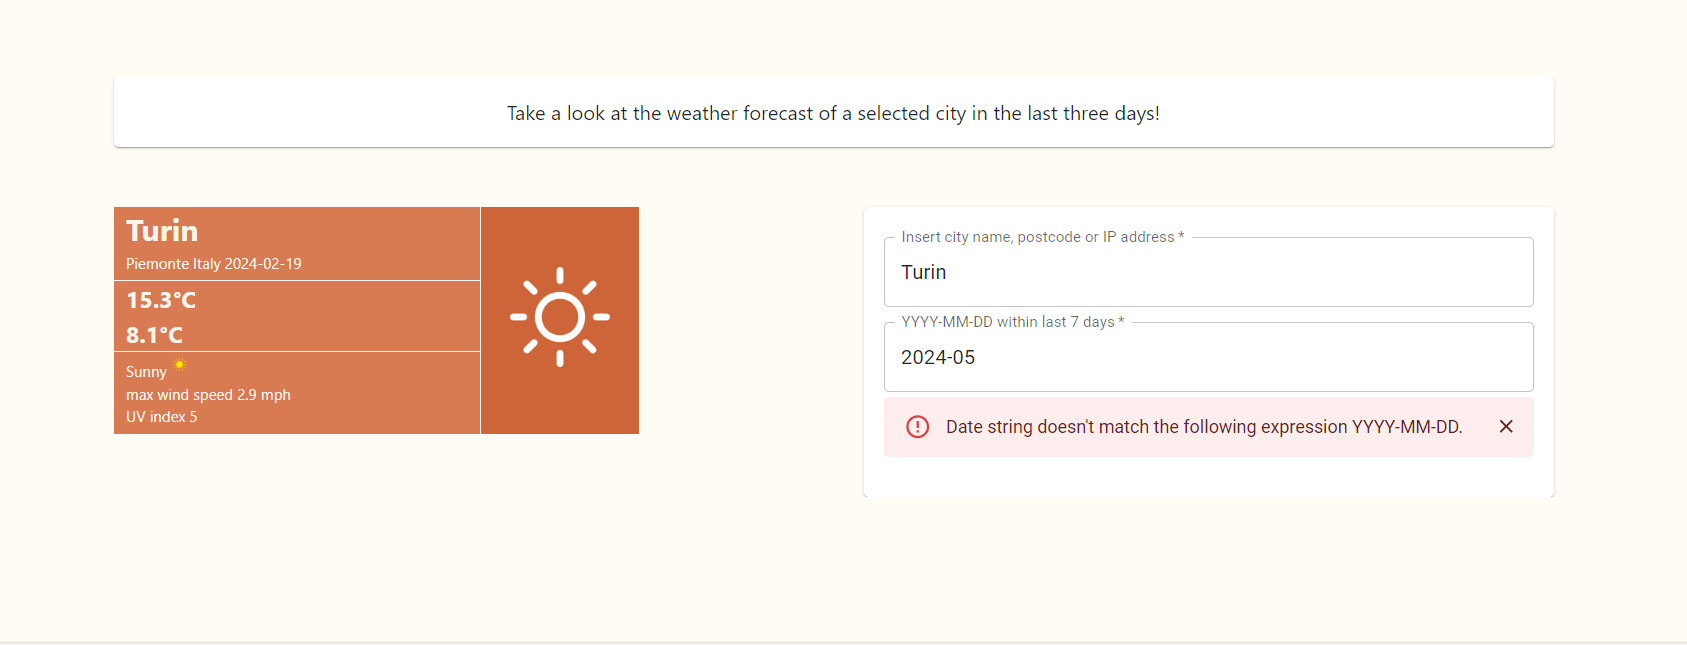 Take a look at the weather forecast of a selected city in the last three days!
Turin
Piemonte Italy 2024-02-19
15.3°C
8.1°C
Sunny
max wind speed 2.9 mph
UV index 5
Insert city name, postcode or IP address *
Turin
YYYY-MM-DD within last 7 days *
2024-05
Date string doesn't match the following expression YYYY-MM-DD.